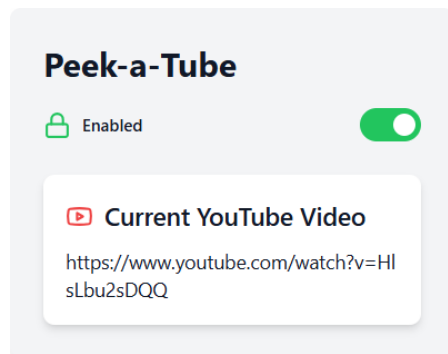 Peek-a-Tube
Enabled
Current YouTube Video
https://www.youtube.com/watch?v=Hl
sLbu2sDQQ